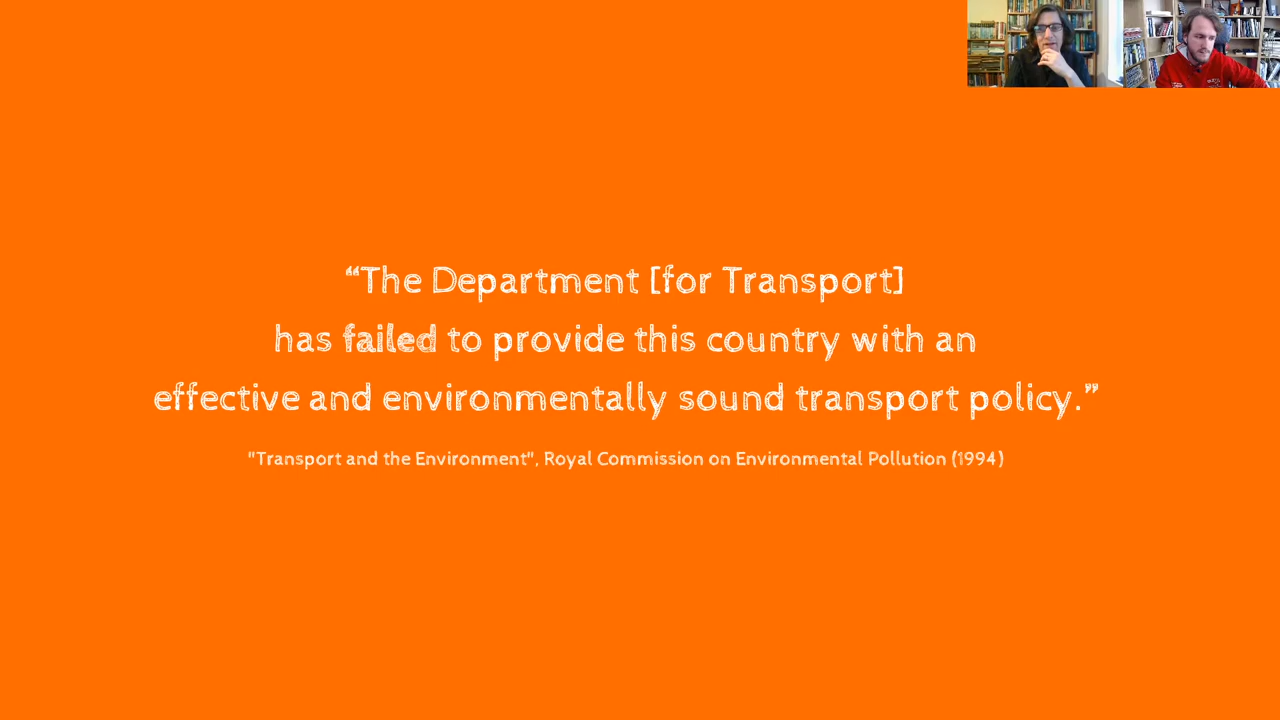 “The Department [for Transport]
has failed to provide this country with an
effective and environmentally sound transport policy.”
"Transport and the Environment", Royal Commission on Environmental Pollution (1994)